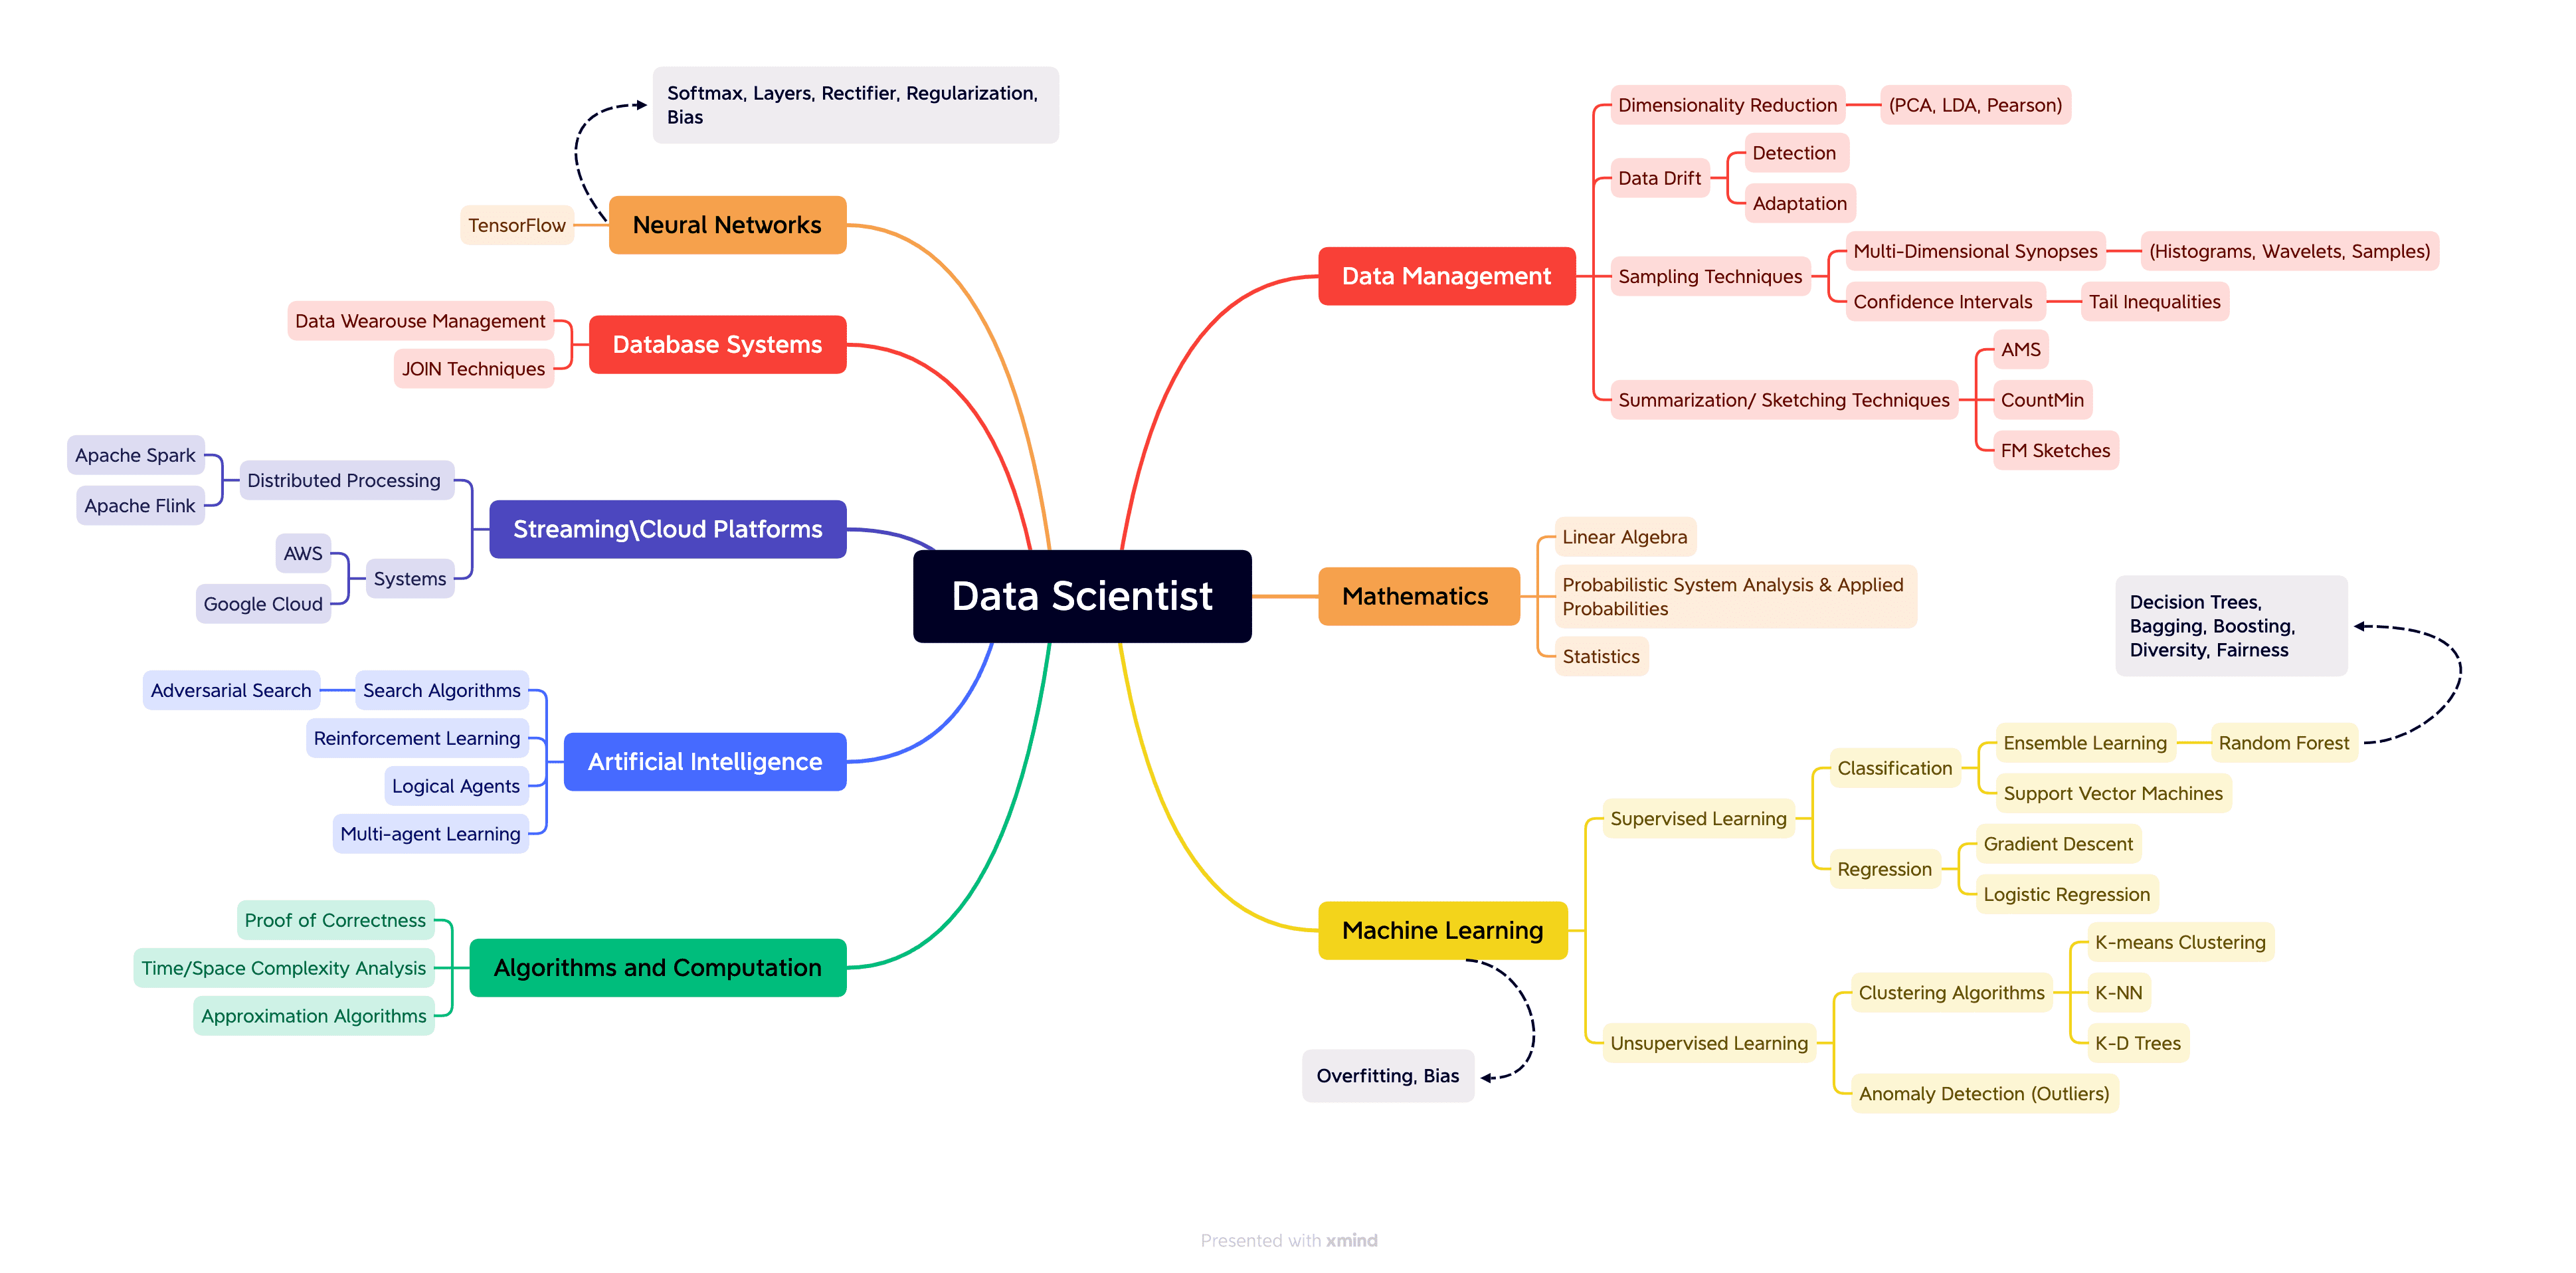 Data Scientist
Data Management
Dimensionality Reduction
(PCA, LDA, Pearson)
Data Drift
Detection
Adaptation
Sampling Techniques
Multi-Dimensional Synopses
(Histograms, Wavelets, Samples)
Confidence Intervals
Tail Inequalities
Summarization/ Sketching Techniques
AMS
CountMin
FM Sketches
Mathematics
Linear Algebra
Probabilistic System Analysis & Applied
Probabilities
Statistics
Machine Learning
Supervised Learning
Classification
Ensemble Learning
Random Forest
Decision Trees,
Bagging, Boosting,
Diversity, Fairness
Support Vector Machines
Regression
Gradient Descent
Logistic Regression
Unsupervised Learning
Clustering Algorithms
K-means Clustering
K-NN
K-D Trees
Anomaly Detection (Outliers)
Overfitting, Bias
Neural Networks
Softmax, Layers, Rectifier, Regularization,
Bias
TensorFlow
Database Systems
Data Wearouse Management
JOIN Techniques
Streaming\Cloud Platforms
Distributed Processing
Apache Spark
Apache Flink
Systems
AWS
Google Cloud
Artificial Intelligence
Search Algorithms
Adversarial Search
Reinforcement Learning
Logical Agents
Multi-agent Learning
Algorithms and Computation
Proof of Correctness
Time/Space Complexity Analysis
Approximation Algorithms
Presented with xmind